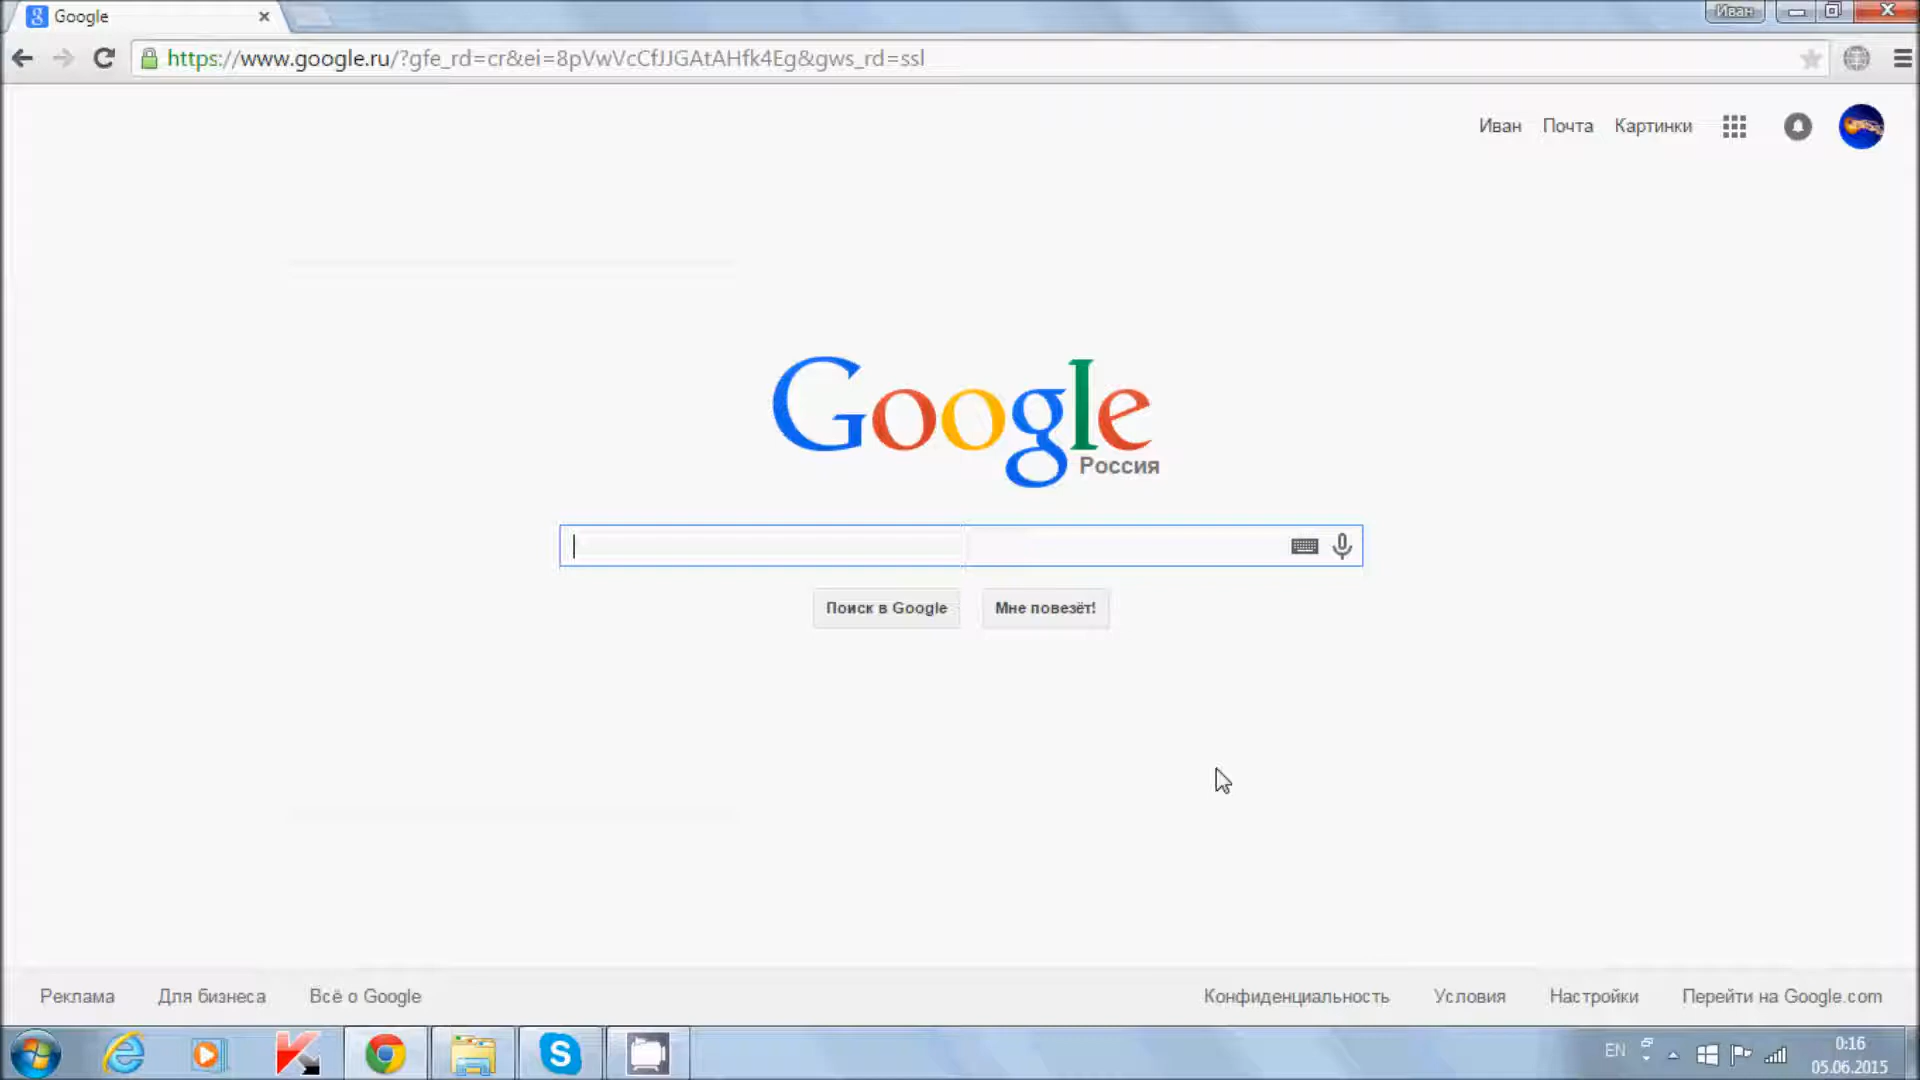 Google
Иван
https://www.google.ru/?gfe_rd=cr&ei=8pVwVcCfJJGAtAHfk4Eg&gws_rd=ssl
Иван Почта Картинки
Google
Россия
Поиск в Google Мне повезёт!
Реклама Для бизнеса Всё о Google Конфиденциальность Условия Настройки Перейти на Google.com
EN 0:16
05.06.2015